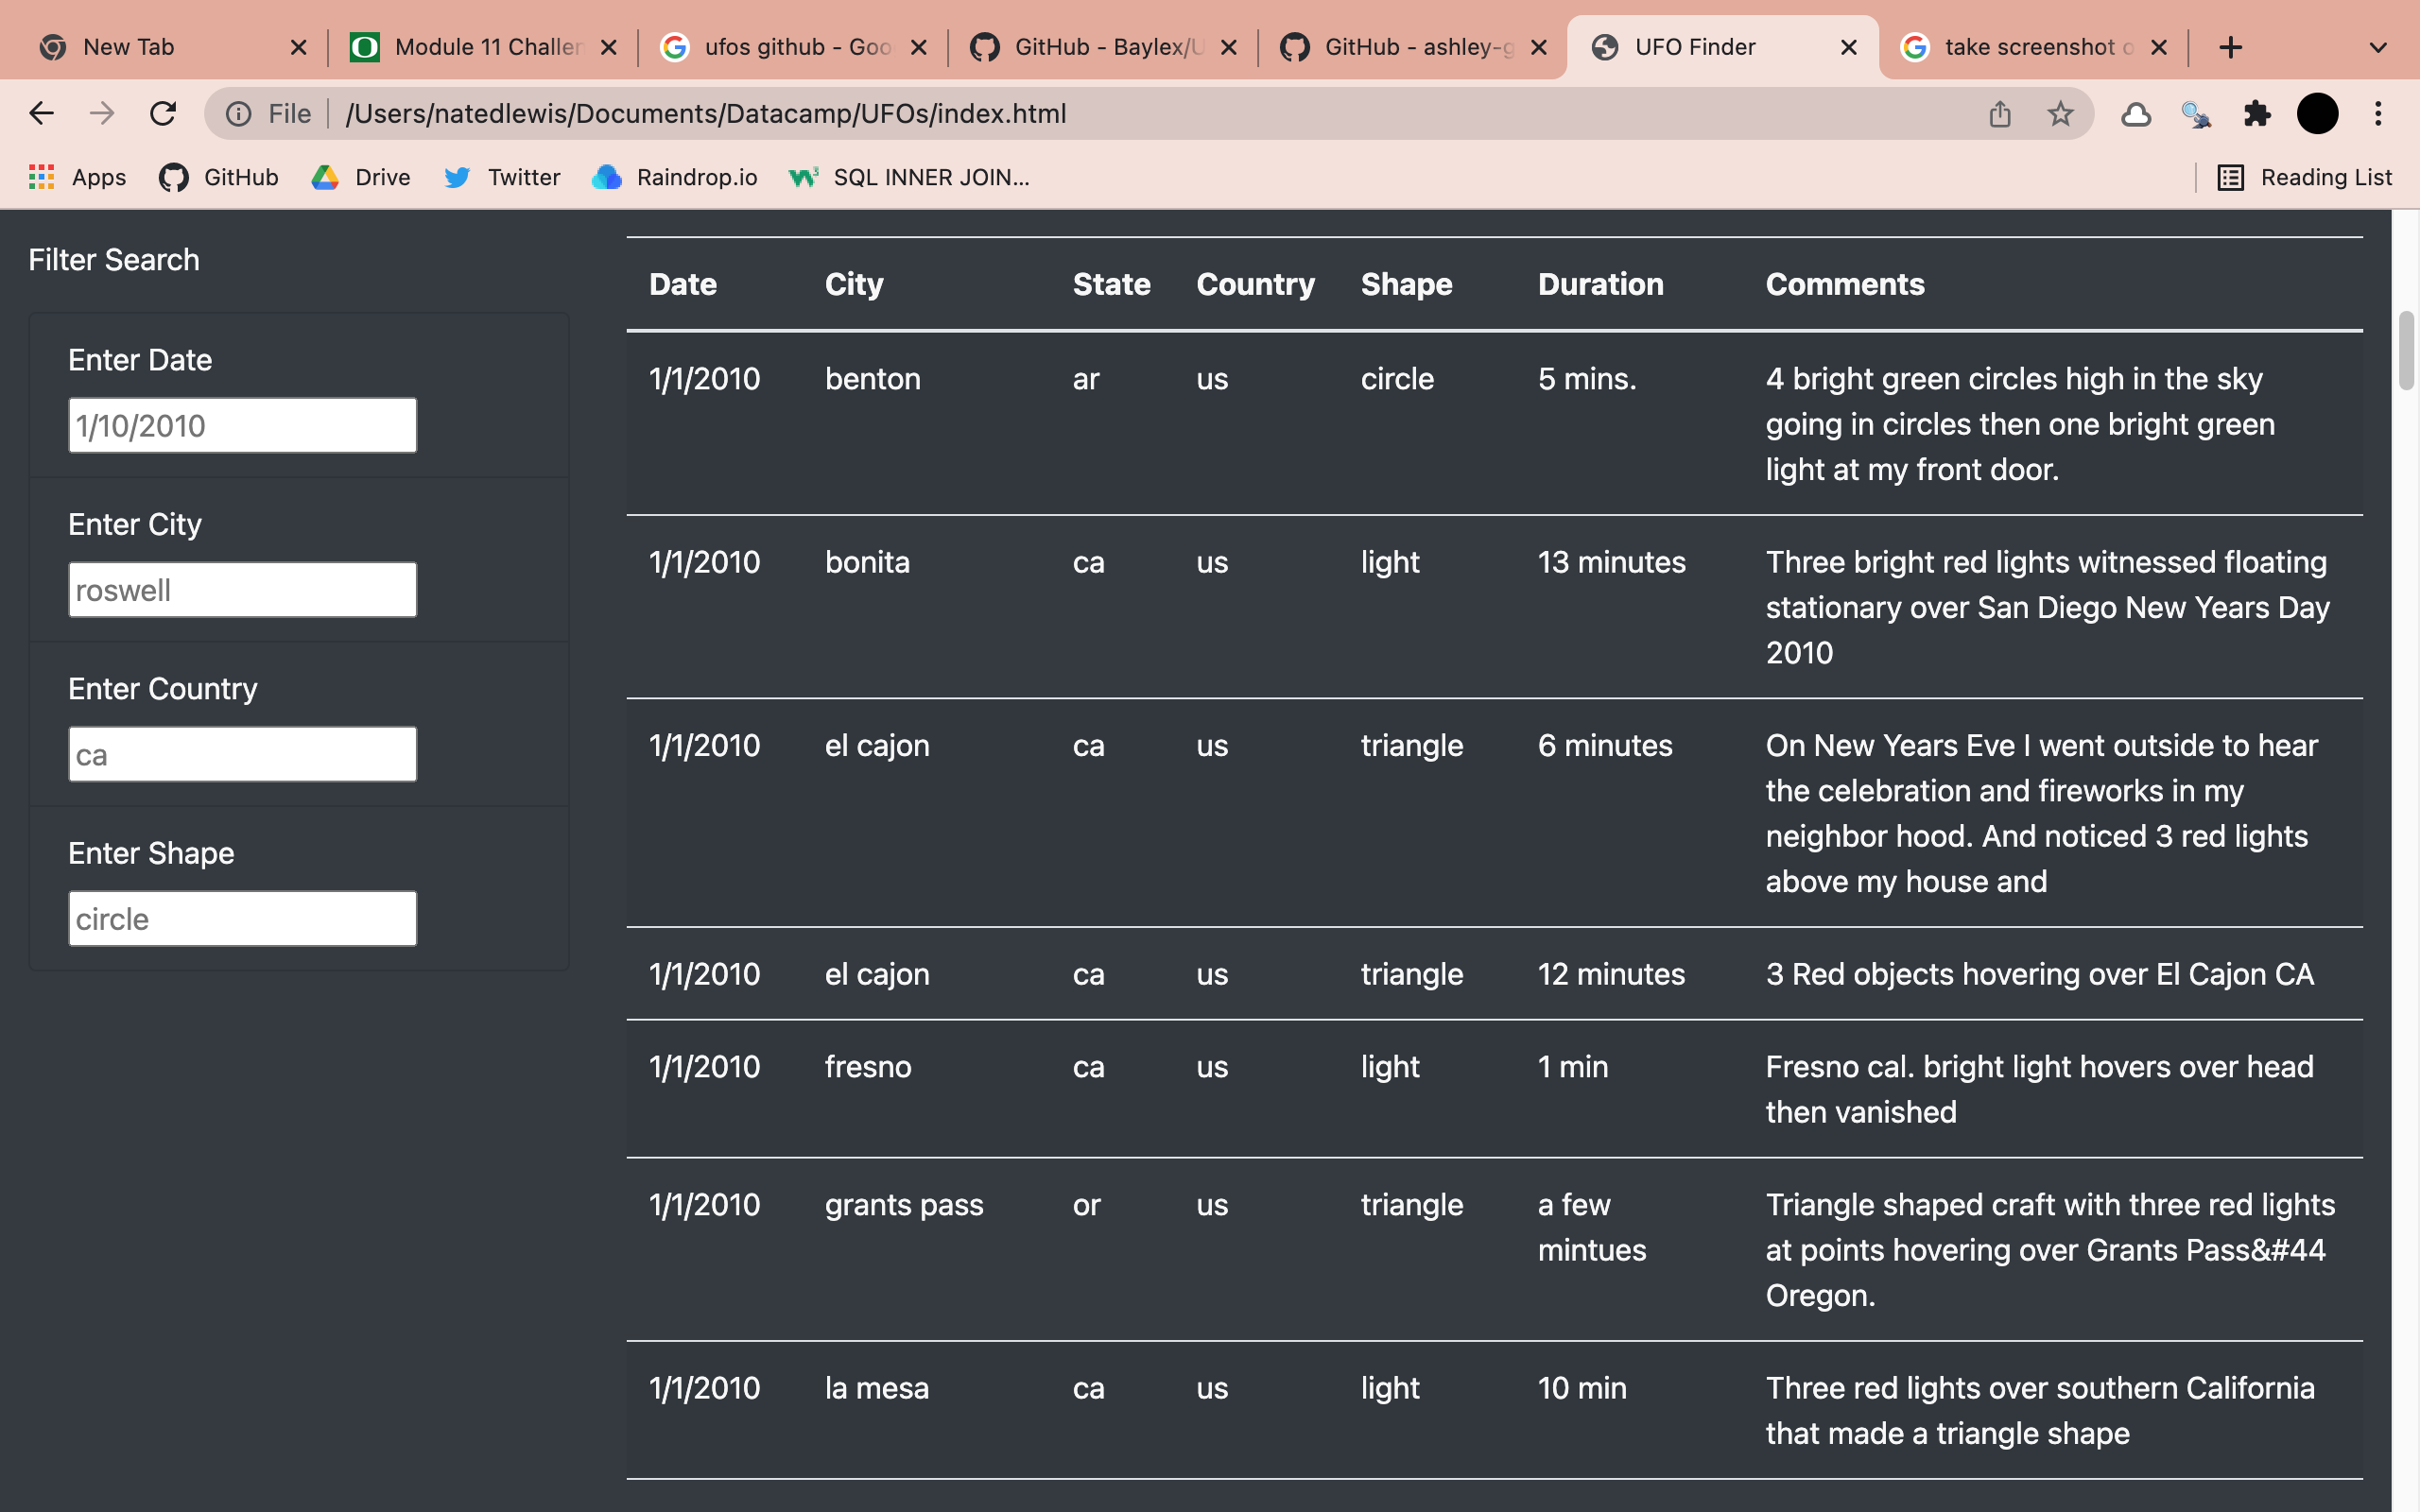 New Tab
Module 11 Challen
ufos github - Goo
GitHub - Baylex/U
GitHub - ashley-g
UFO Finder
take screenshot o
File /Users/natedlewis/Documents/Datacamp/UFOs/index.html
Apps GitHub Drive Twitter Raindrop.io SQL INNER JOIN... Reading List
Filter Search
Enter Date
1/10/2010
Enter City
roswell
Enter Country
ca
Enter Shape
circle
Date City State Country Shape Duration Comments
1/1/2010 benton ar us circle 5 mins. 4 bright green circles high in the sky
going in circles then one bright green
light at my front door.
1/1/2010 bonita ca us light 13 minutes Three bright red lights witnessed floating
stationary over San Diego New Years Day
2010
1/1/2010 el cajon ca us triangle 6 minutes On New Years Eve I went outside to hear
the celebration and fireworks in my
neighbor hood. And noticed 3 red lights
above my house and
1/1/2010 el cajon ca us triangle 12 minutes 3 Red objects hovering over El Cajon CA
1/1/2010 fresno ca us light 1 min Fresno cal. bright light hovers over head
then vanished
1/1/2010 grants pass or us triangle a few Triangle shaped craft with three red lights
mintues at points hovering over Grants Pass&#44
Oregon.
1/1/2010 la mesa ca us light 10 min Three red lights over southern California
that made a triangle shape